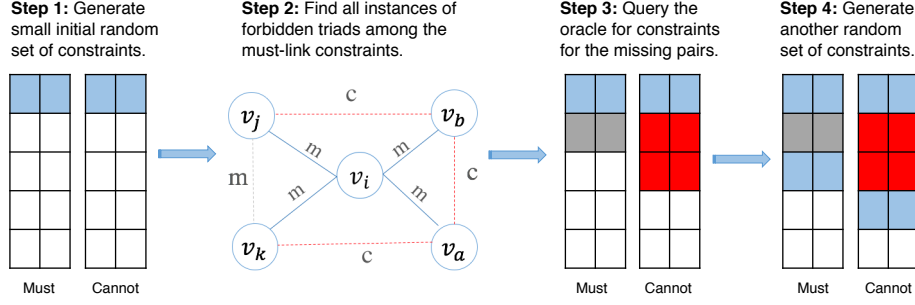 Step 1: Generate
small initial random
set of constraints.
Step 2: Find all instances of
forbidden triads among the
must-link constraints.
Step 3: Query the
oracle for constraints
for the missing pairs.
Step 4: Generate
another random
set of constraints.
c
v_j
v_b
m
m
m
v_i
c
m
m
v_k
c
v_a
Must
Cannot
Must
Cannot
Must
Cannot